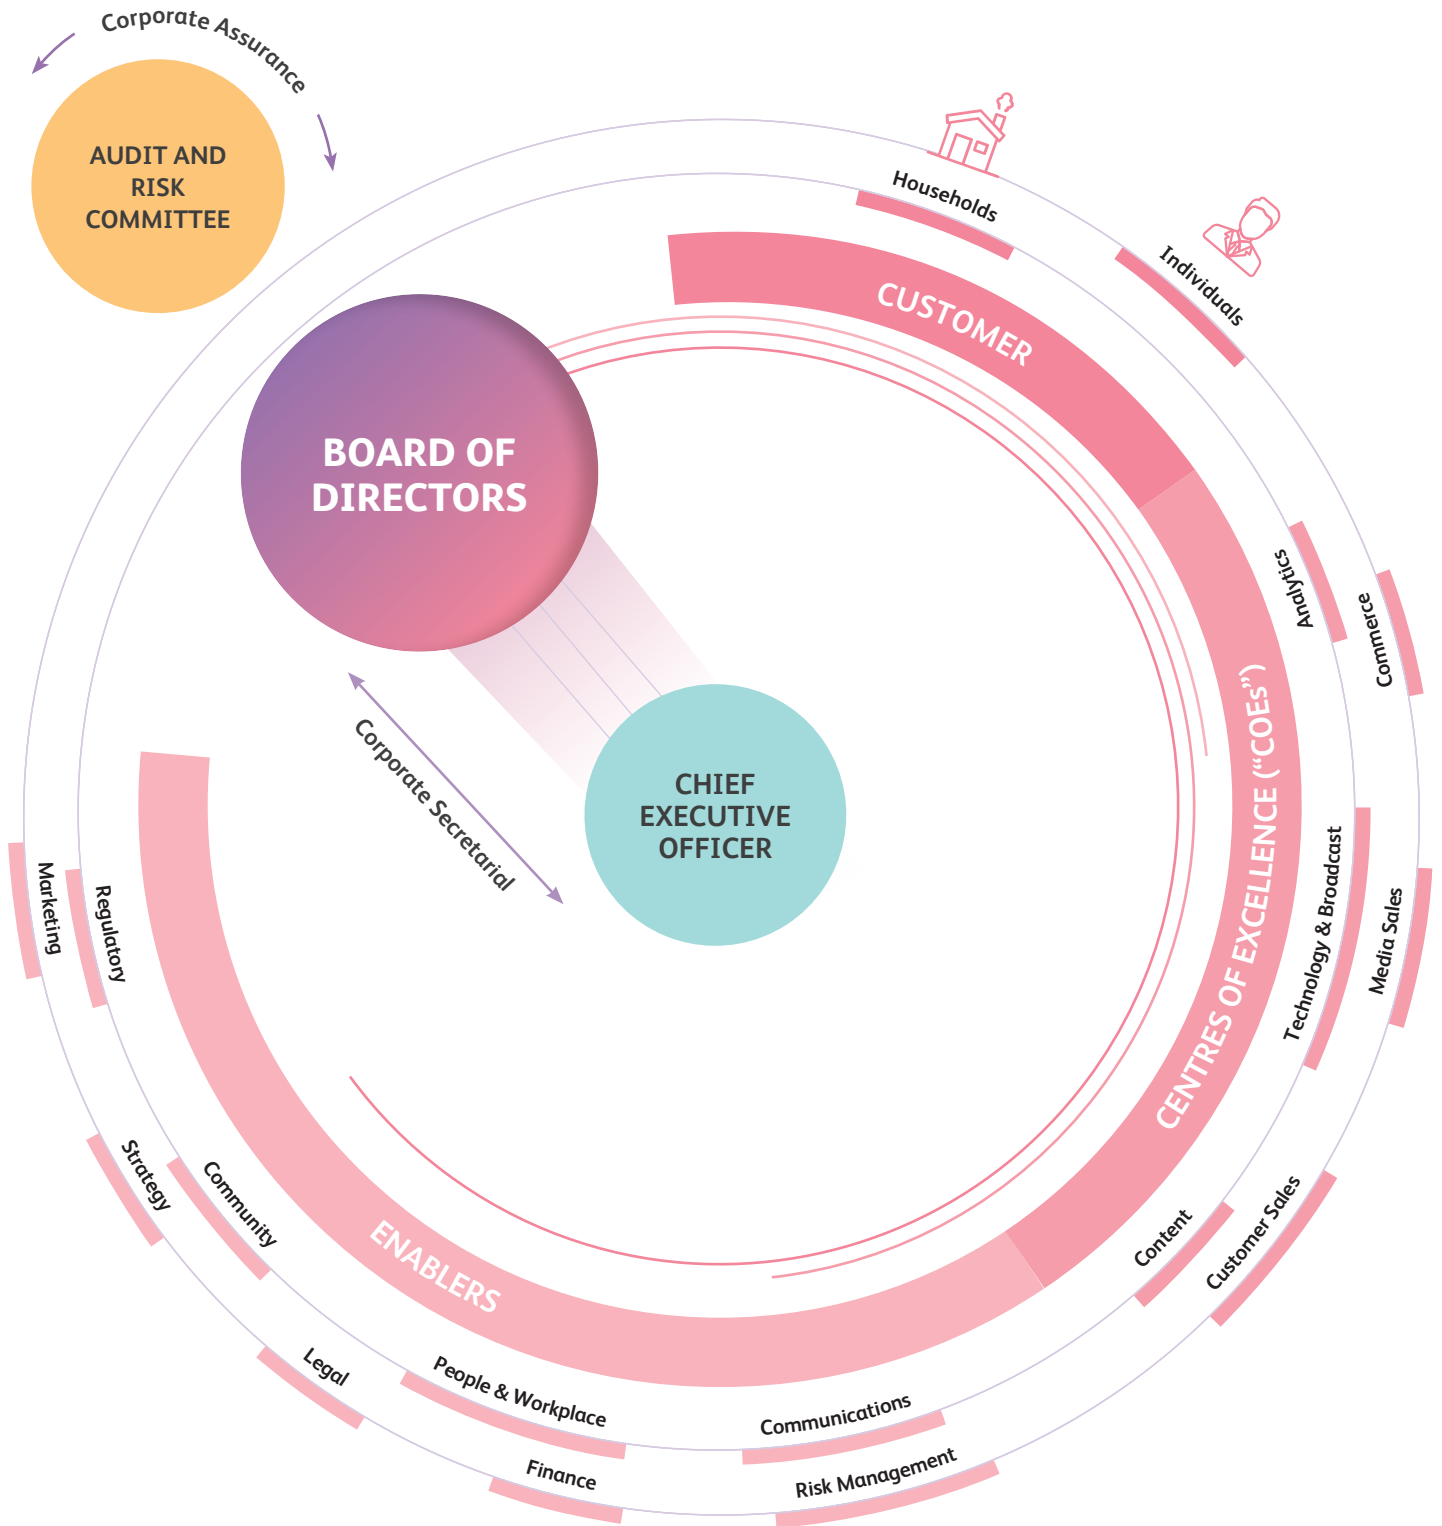 Corporate Assurance
AUDIT AND
RISK
COMMITTEE
Households
Individuals
CUSTOMER
BOARD OF
DIRECTORS
Analytics
Commerce
CENTRES OF EXCELLENCE (“COEs”)
Corporate Secretarial
CHIEF
EXECUTIVE
OFFICER
Technology & Broadcast
Media Sales
Marketing
Regulatory
Strategy
Community
Content
Customer Sales
ENABLERS
Legal
People & Workplace
Communications
Finance
Risk Management